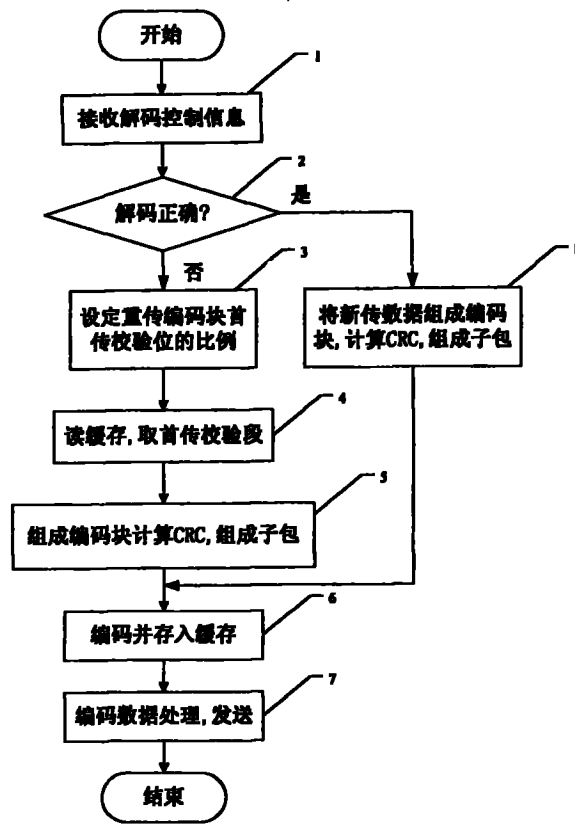 开始
1
接收解码控制信息
2
解码正确?
是
否
3
设定重传编码块首
传校验位的比例
将新传数据组成编码
块,计算CRC,组成子包
4
读缓存,取首传校验段
5
组成编码块计算CRC,组成子包
6
编码并存入缓存
7
编码数据处理,发送
结束